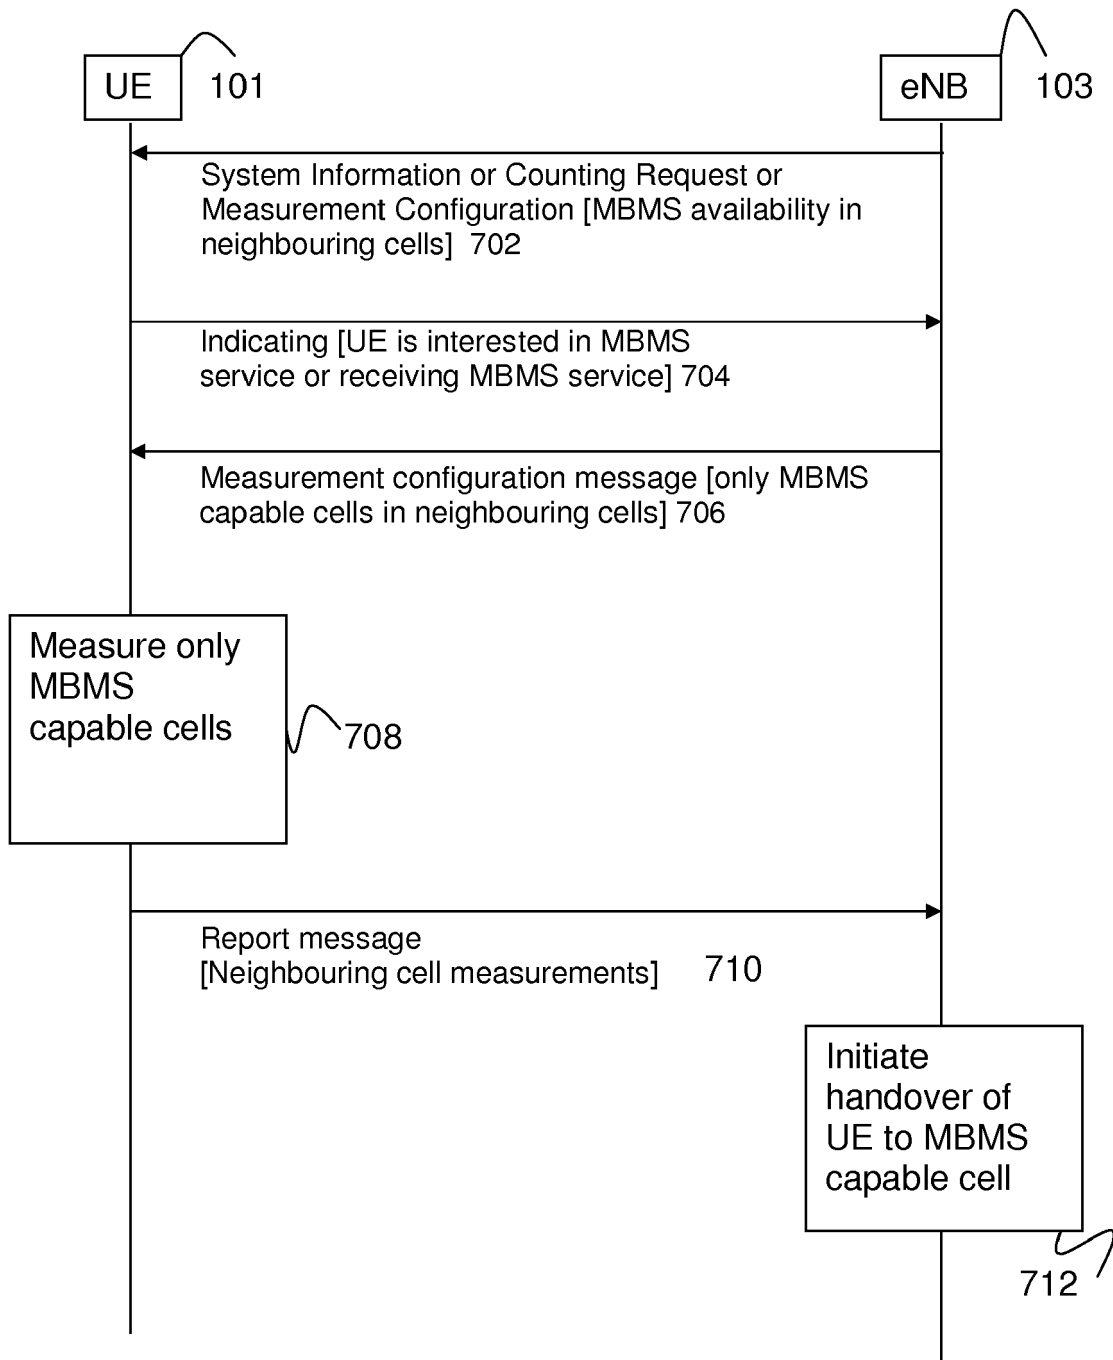 UE 101
eNB 103
System Information or Counting Request or
Measurement Configuration [MBMS availability in
neighbouring cells] 702
Indicating [UE is interested in MBMS
service or receiving MBMS service] 704
Measurement configuration message [only MBMS
capable cells in neighbouring cells] 706
Measure only
MBMS
capable cells
708
Report message
[Neighbouring cell measurements] 710
Initiate
handover of
UE to MBMS
capable cell
712